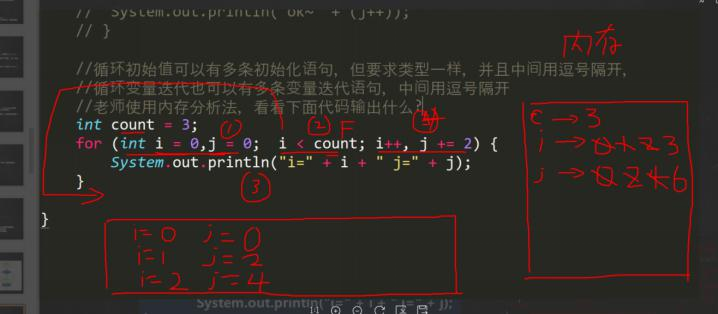 // System.out.println("ok~" + (j++));
// }
内存
//循环初始值可以有多条初始化语句，但要求类型一样，并且中间用逗号隔开，
//循环变量迭代也可以有多条变量迭代语句，中间用逗号隔开
//老师使用内存分析法，看看下面代码输出什么?
int count = 3;
① ② F ④
for (int i = 0,j = 0; i < count; i++, j += 2) {
System.out.println("i=" + i + " j=" + j);
③
}
}
c → 3
i → 0 1 2 3
j → 0 2 4 6
i=0 j=0
i=1 j=2
i=2 j=4
System.out.println("i=" + i + " j=" + j);
1:1